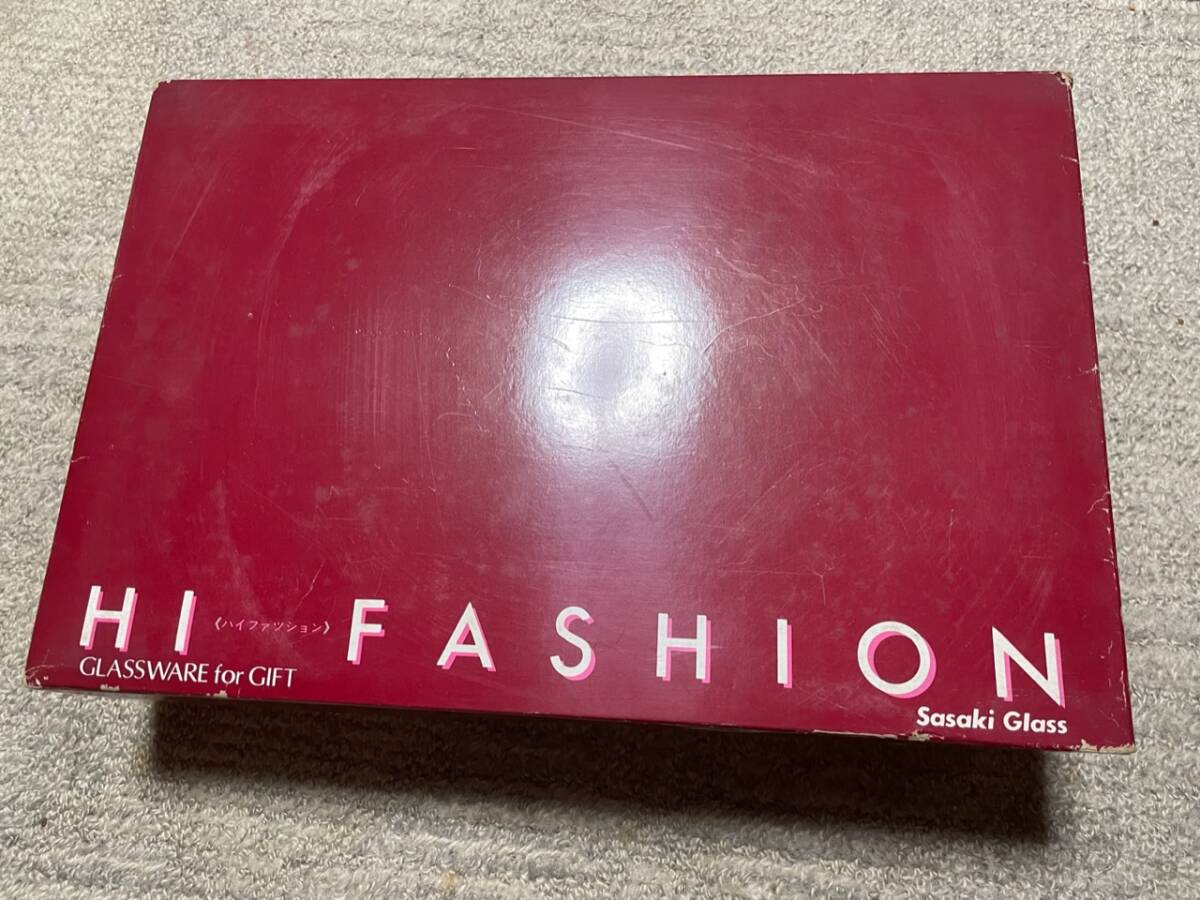 HI 《ハイファッション》 FASHION
GLASSWARE for GIFT
Sasaki Glass